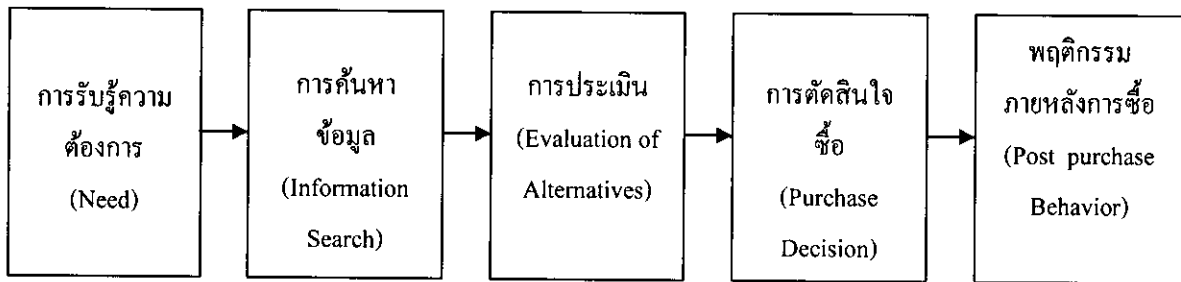 การรับรู้ความ
ต้องการ
(Need)
การค้นหา
ข้อมูล
(Information
Search)
การประเมิน
(Evaluation of
Alternatives)
การตัดสินใจ
ซื้อ
(Purchase
Decision)
พฤติกรรม
ภายหลังการซื้อ
(Post purchase
Behavior)